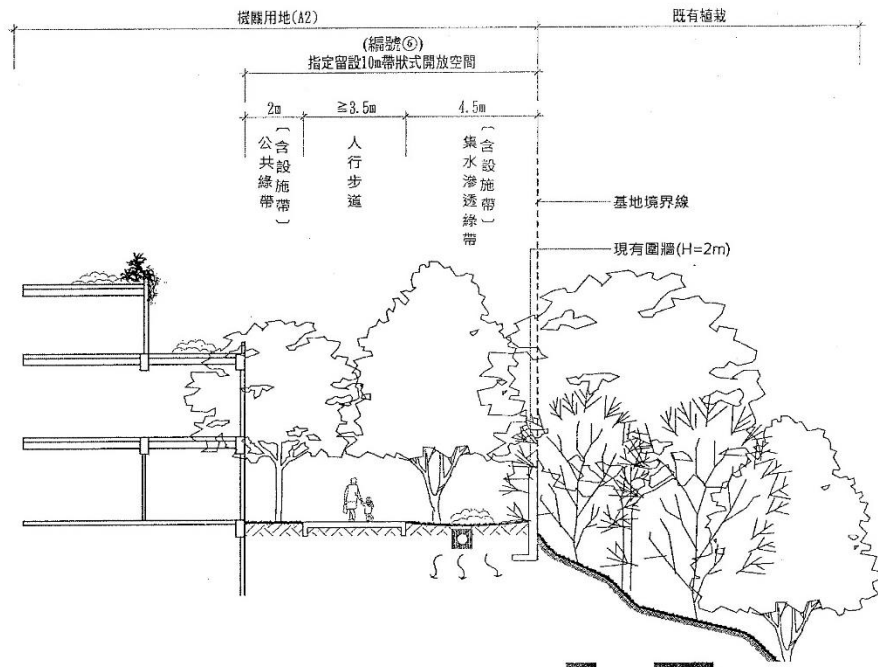 機關用地(A2)
既有植栽
(編號⑥)
指定留設10m帶狀式開放空間
2m
≧3.5m
4.5m
公共綠帶
〔含設施帶〕
人行步道
集水滲透綠帶
〔含設施帶〕
基地境界線
現有圍牆(H=2m)